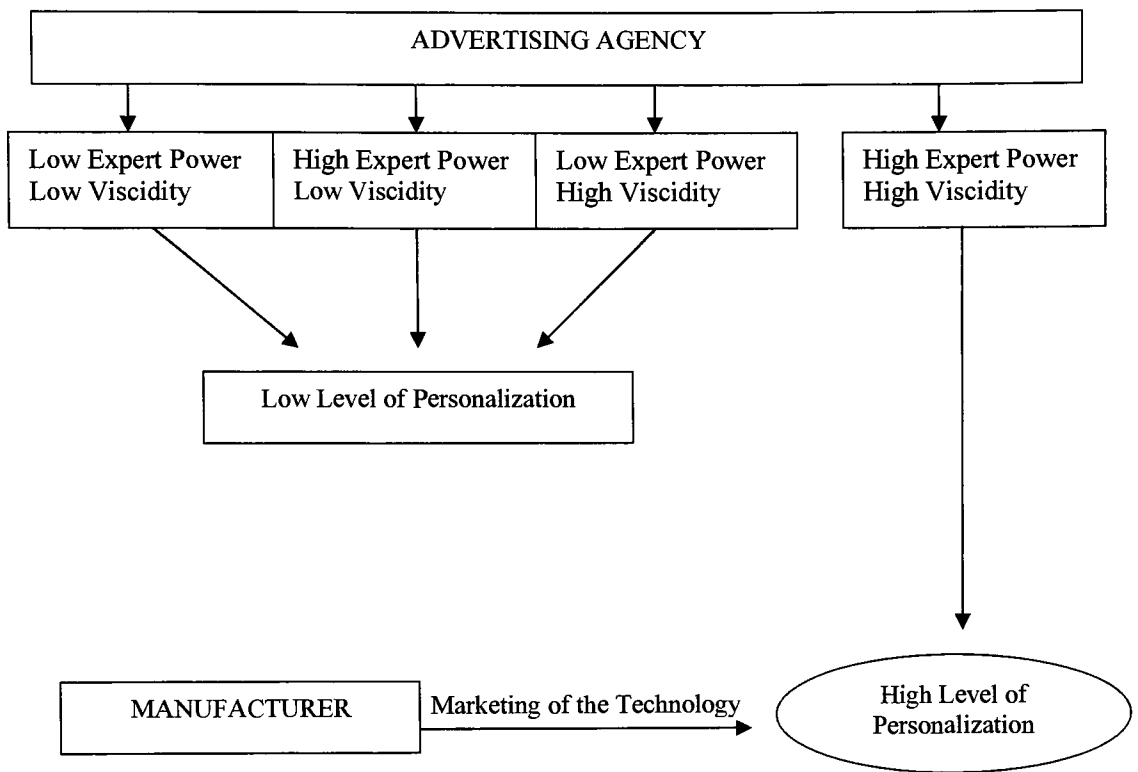 ADVERTISING AGENCY
Low Expert Power
Low Viscidity
High Expert Power
Low Viscidity
Low Expert Power
High Viscidity
High Expert Power
High Viscidity
Low Level of Personalization
MANUFACTURER
Marketing of the Technology
High Level of
Personalization